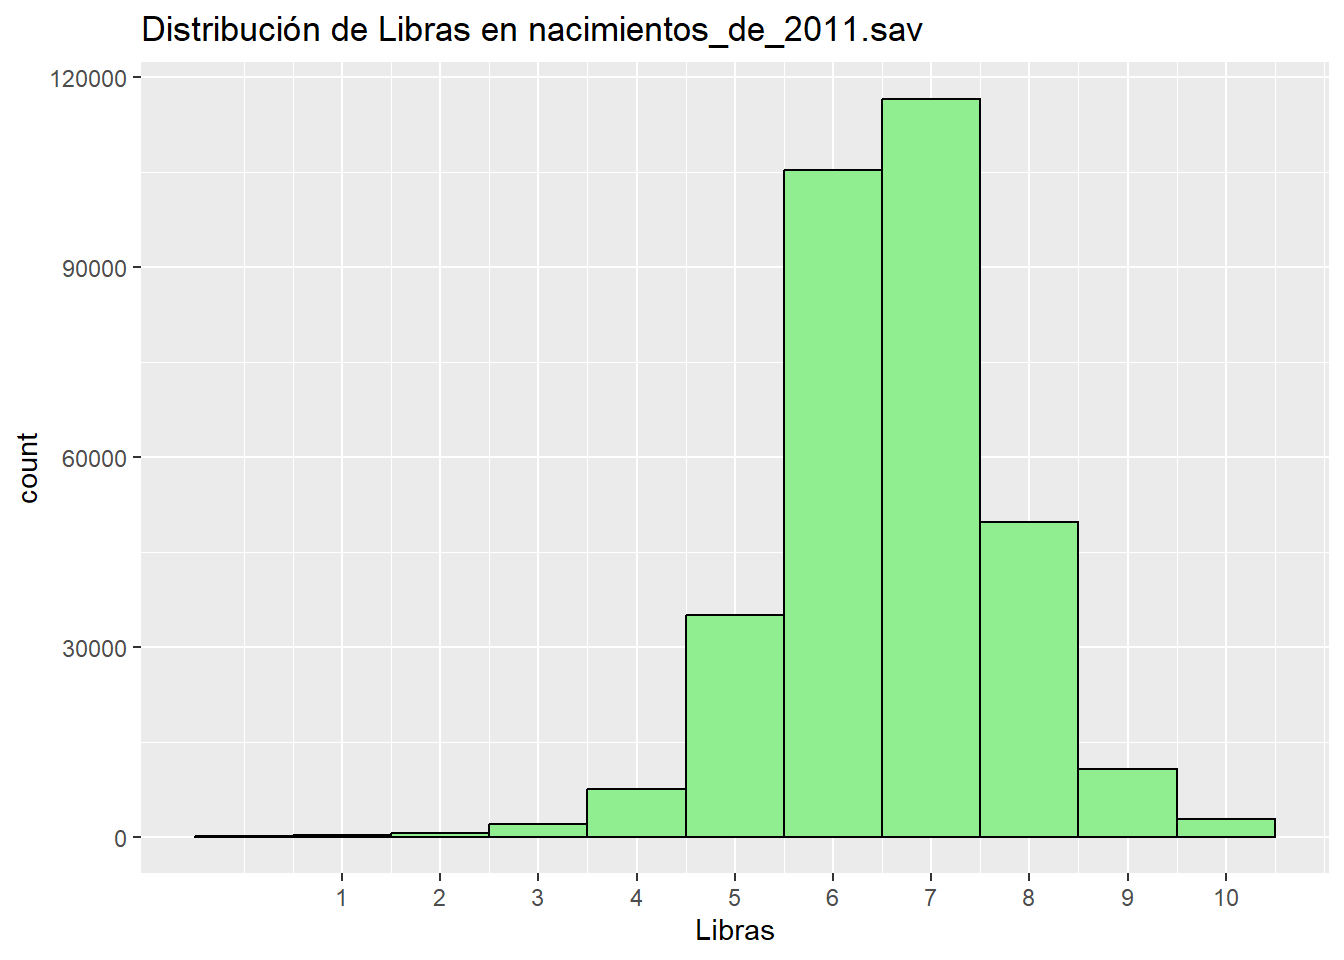 Distribución de Libras en nacimientos_de_2011.sav
120000
90000
60000
30000
0
count
1 2 3 4 5 6 7 8 9 10
Libras